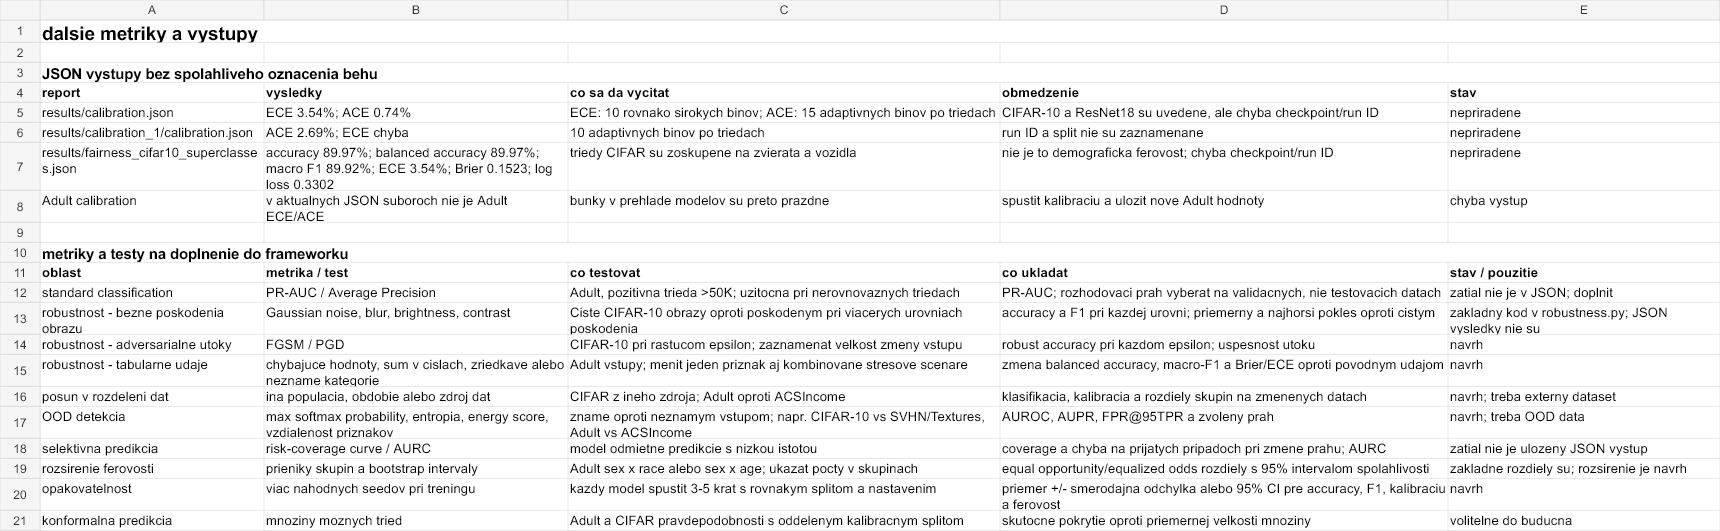 A B C D E
1 dalsie metriky a vystupy
2
3 JSON vystupy bez spolahliveho oznacenia behu
4 report vysledky co sa da vycitat obmedzenie stav
5 results/calibration.json ECE 3.54%; ACE 0.74% ECE: 10 rovnako sirokych binov; ACE: 15 adaptivnych binov po triedach CIFAR-10 a ResNet18 su uvedene, ale chyba checkpoint/run ID nepriradene
6 results/calibration_1/calibration.json ACE 2.69%; ECE chyba 10 adaptivnych binov po triedach run ID a split nie su zaznamenane nepriradene
results/fairness_cifar10_superclasse accuracy 89.97%; balanced accuracy 89.97%; triedy CIFAR su zoskupene na zvierata a vozidla nie je to demograficka ferovost; chyba checkpoint/run ID nepriradene
7 s.json macro F1 89.92%; ECE 3.54%; Brier 0.1523; log
loss 0.3302
Adult calibration v aktualnych JSON suboroch nie je Adult bunky v prehlade modelov su preto prazdne spustit kalibraciu a ulozit nove Adult hodnoty chyba vystup
8 ECE/ACE
9
10 metriky a testy na doplnenie do frameworku
11 oblast metrika / test co testovat co ukladat stav / pouzitie
12 standard classification PR-AUC / Average Precision Adult, pozitivna trieda >50K; uzitocna pri nerovnovaznych triedach PR-AUC; rozhodovaci prah vyberat na validacnych, nie testovacich datach zatial nie je v JSON; doplnit
robustnost - bezne poskodenia Gaussian noise, blur, brightness, contrast Ciste CIFAR-10 obrazy oproti poskodenym pri viacerych urovniach accuracy a F1 pri kazdej urovni; priemerny a najhorsi pokles oproti cistym zakladny kod v robustness.py; JSON
13 obrazu poskodenia vysledky nie su
14 robustnost - adversarialne utoky FGSM / PGD CIFAR-10 pri rastucom epsilon; zaznamenat velkost zmeny vstupu robust accuracy pri kazdom epsilon; uspesnost utoku navrh
robustnost - tabularne udaje chybajuce hodnoty, sum v cislach, zriedkave alebo Adult vstupy; menit jeden priznak aj kombinovane stresove scenare zmena balanced accuracy, macro-F1 a Brier/ECE oproti povodnym udajom navrh
15 nezname kategorie
16 posun v rozdeleni dat ina populacia, obdobie alebo zdroj dat CIFAR z ineho zdroja; Adult oproti ACSIncome klasifikacia, kalibracia a rozdiely skupin na zmenenych datach navrh; treba externy dataset
OOD detekcia max softmax probability, entropia, energy score, zname oproti neznamym vstupom; napr. CIFAR-10 vs SVHN/Textures, AUROC, AUPR, FPR@95TPR a zvoleny prah navrh; treba OOD data
17 vzdialenost priznakov Adult vs ACSIncome
18 selektivna predikcia risk-coverage curve / AURC model odmietne predikcie s nizkou istotou coverage a chyba na prijatych pripadoch pri zmene prahu; AURC zatial nie je ulozeny JSON vystup
19 rozsirenie ferovosti prieniky skupin a bootstrap intervaly Adult sex x race alebo sex x age; ukazat pocty v skupinach equal opportunity/equalized odds rozdiely s 95% intervalom spolahlivosti zakladne rozdiely su; rozsirenie je navrh
opakovatelnost viac nahodnych seedov pri treningu kazdy model spustit 3-5 krat s rovnakym splitom a nastavenim priemer +/- smerodajna odchylka alebo 95% CI pre accuracy, F1, kalibraciu navrh
20 a ferovost
21 konformalna predikcia mnoziny moznych tried Adult a CIFAR pravdepodobnosti s oddelenym kalibracnym splitom skutocne pokrytie oproti priemernej velkosti mnoziny volitelne do buducna